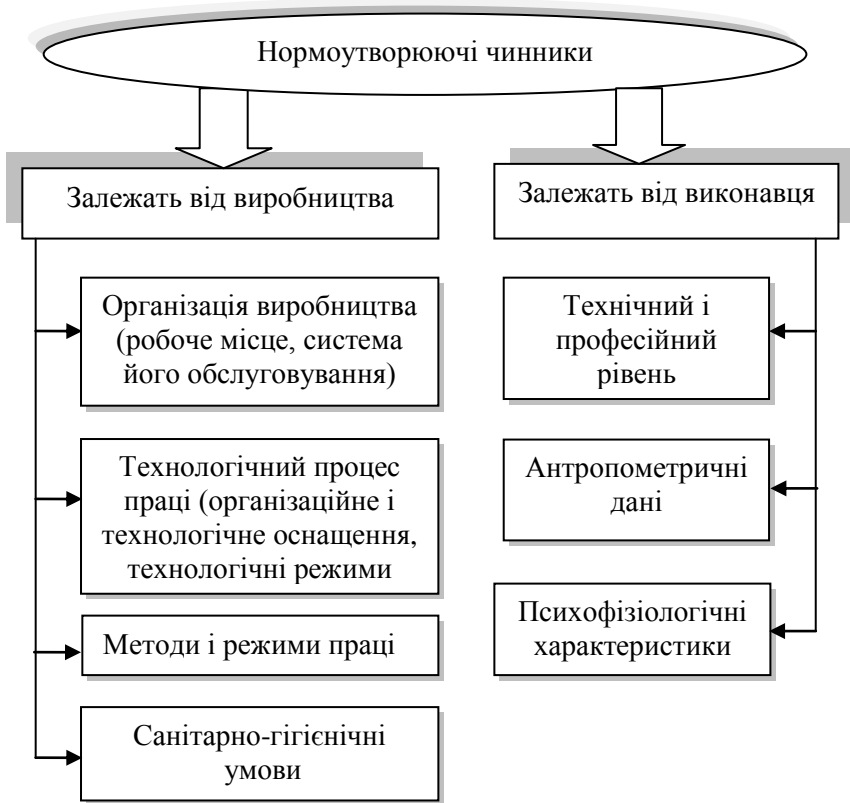 Нормоутворюючі чинники
Залежать від виробництва
Організація виробництва
(робоче місце, система
його обслуговування)
Технологічний процес
праці (організаційне і
технологічне оснащення,
технологічні режими
Методи і режими праці
Санітарно-гігієнічні
умови
Залежать від виконавця
Технічний і
професійний
рівень
Антропометричні
дані
Психофізіологічні
характеристики